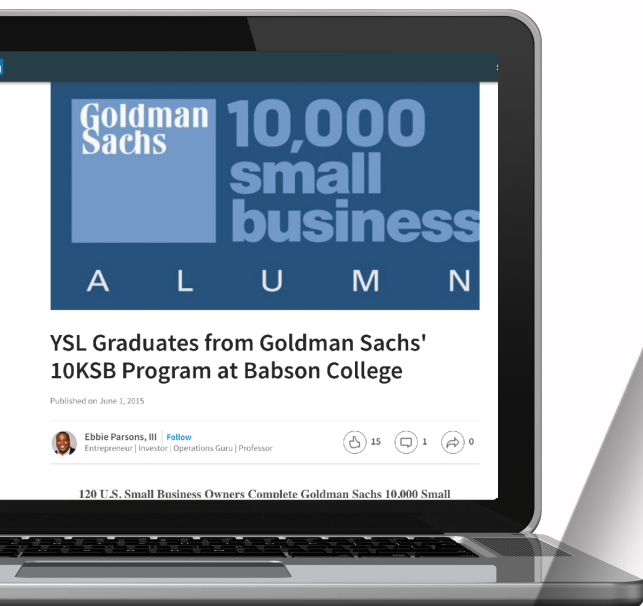 Goldman
Sachs
10,000
small
business
A L U M N
YSL Graduates from Goldman Sachs'
10KSB Program at Babson College
Published on June 1, 2015
Ebbie Parsons, III | Follow
Entrepreneur | Investor | Operations Guru | Professor
15
1
0
120 U.S. Small Business Owners Complete Goldman Sachs 10,000 Small